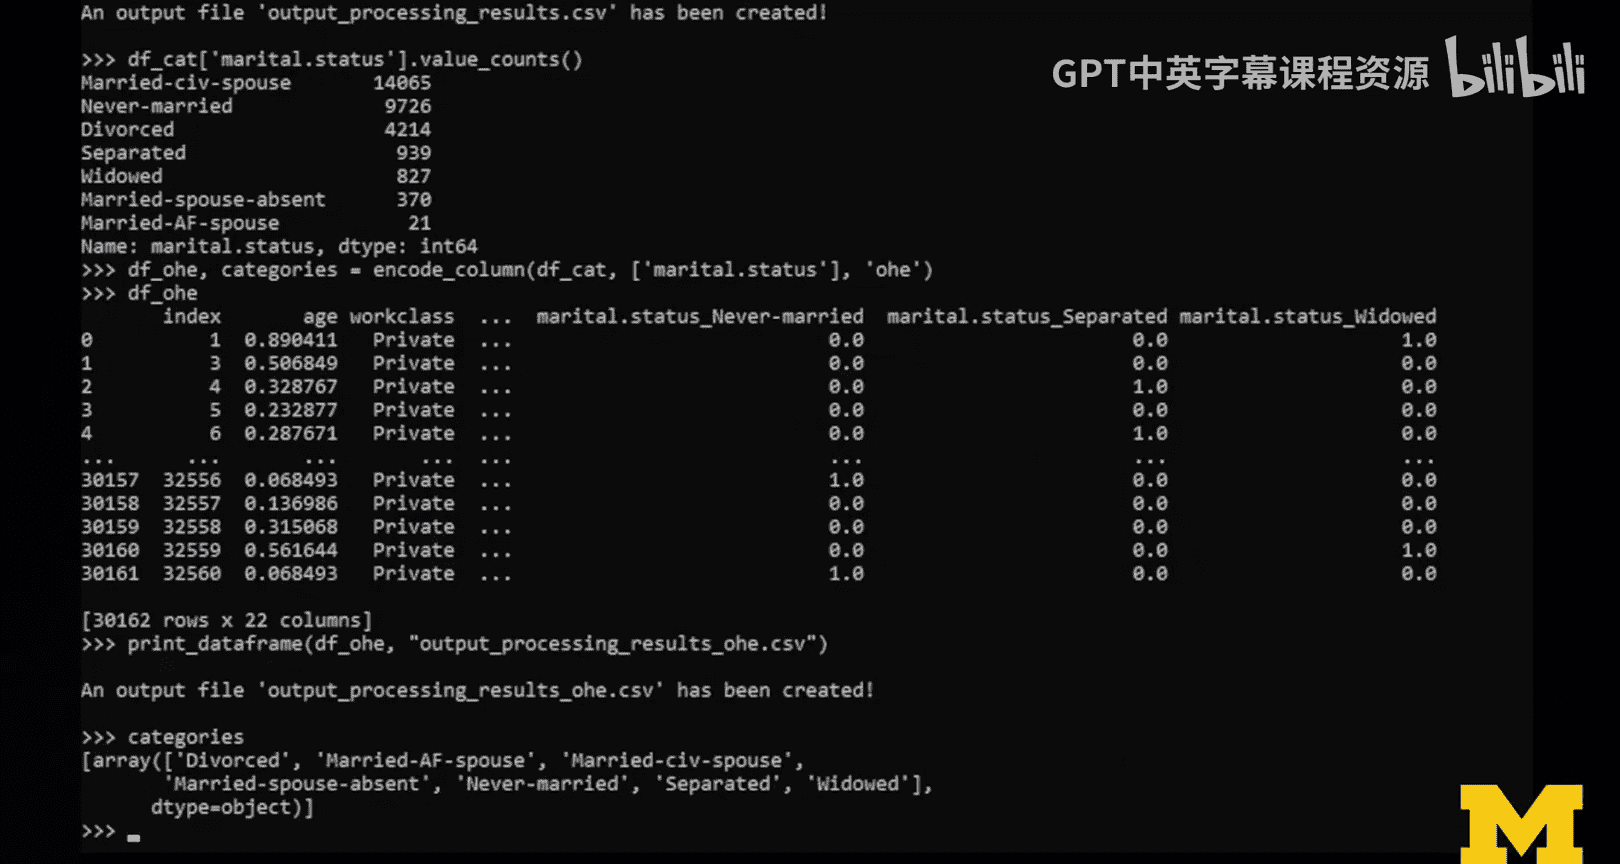 An output file 'output_processing_results.csv' has been created!
GPT中英字幕课程资源 bilibili
>>> df_cat['marital.status'].value_counts()
Married-civ-spouse       14065
Never-married             9726
Divorced                  4214
Separated                  939
Widowed                    827
Married-spouse-absent      370
Married-AF-spouse           21
Name: marital.status, dtype: int64
>>> df_ohe, categories = encode_column(df_cat, ['marital.status'], 'ohe')
>>> df_ohe
index age workclass ... marital.status_Never-married marital.status_Separated marital.status_Widowed
0 1 0.890411 Private ... 0.0 0.0 1.0
1 3 0.506849 Private ... 0.0 0.0 0.0
2 4 0.328767 Private ... 0.0 1.0 0.0
3 5 0.232877 Private ... 0.0 0.0 0.0
4 6 0.287671 Private ... 0.0 1.0 0.0
... ... ... ... ... ... ... ...
30157 32556 0.068493 Private ... 1.0 0.0 0.0
30158 32557 0.136986 Private ... 0.0 0.0 0.0
30159 32558 0.315068 Private ... 0.0 0.0 0.0
30160 32559 0.561644 Private ... 0.0 0.0 1.0
30161 32560 0.068493 Private ... 1.0 0.0 0.0
[30162 rows x 22 columns]
>>> print_dataframe(df_ohe, "output_processing_results_ohe.csv")
An output file 'output_processing_results_ohe.csv' has been created!
>>> categories
[array(['Divorced', 'Married-AF-spouse', 'Married-civ-spouse',
'Married-spouse-absent', 'Never-married', 'Separated', 'Widowed'],
dtype=object)]
>>> _
M